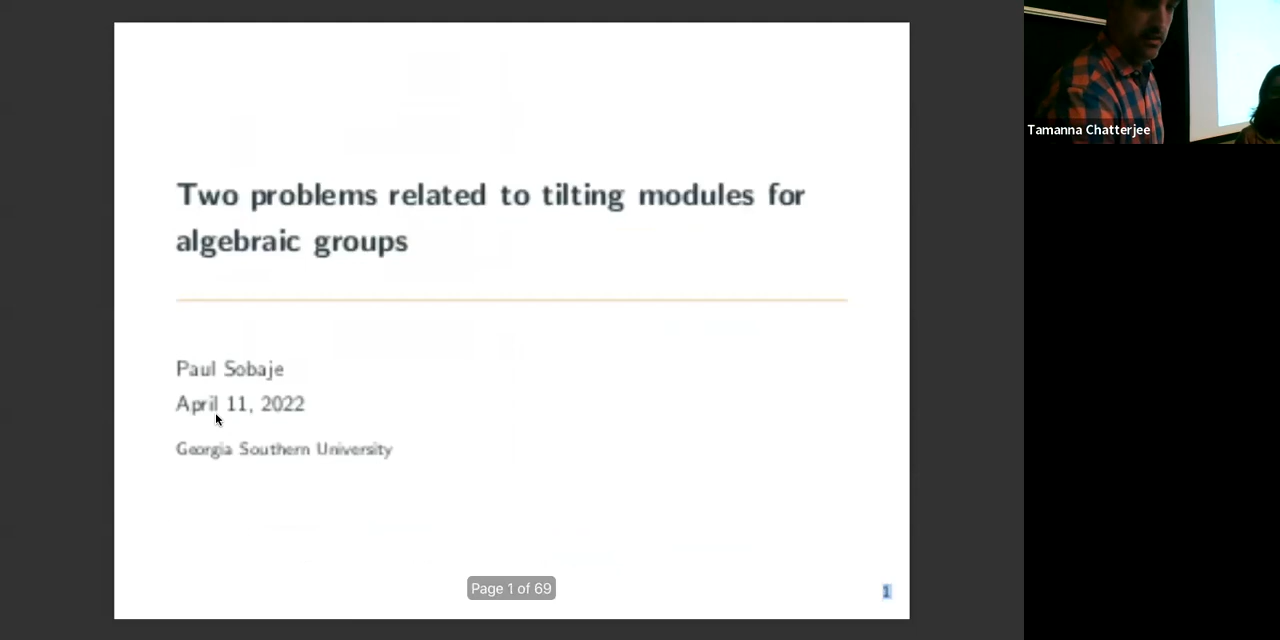 Two problems related to tilting modules for
algebraic groups
Paul Sobaje
April 11, 2022
Georgia Southern University
Page 1 of 69
1
Tamanna Chatterjee